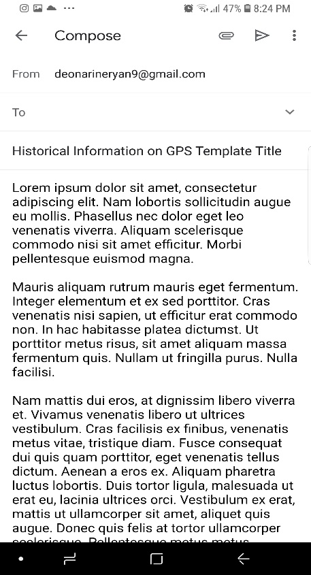 47% 8:24 PM
Compose
From deonarineryan9@gmail.com
To
Historical Information on GPS Template Title
Lorem ipsum dolor sit amet, consectetur
adipiscing elit. Nam lobortis sollicitudin augue
eu mollis. Phasellus nec dolor eget leo
venenatis viverra. Aliquam scelerisque
commodo nisi sit amet efficitur. Morbi
pellentesque euismod magna.
Mauris aliquam rutrum mauris eget fermentum.
Integer elementum et ex sed porttitor. Cras
venenatis nisi sapien, ut efficitur erat commodo
non. In hac habitasse platea dictumst. Ut
porttitor metus risus, sit amet aliquam massa
fermentum quis. Nullam ut fringilla purus. Nulla
facilisi.
Nam mattis dui eros, at dignissim libero viverra
et. Vivamus venenatis libero ut ultrices
vestibulum. Cras facilisis ex finibus, venenatis
metus vitae, tristique diam. Fusce consequat
dui quis quam porttitor, eget venenatis tellus
dictum. Aenean a eros ex. Aliquam pharetra
luctus lobortis. Duis tortor ligula, malesuada ut
erat eu, lacinia ultrices orci. Vestibulum ex erat,
mattis ut ullamcorper sit amet, aliquet quis
augue. Donec quis felis at tortor ullamcorper
scelerisque. Pellentesque metus metus